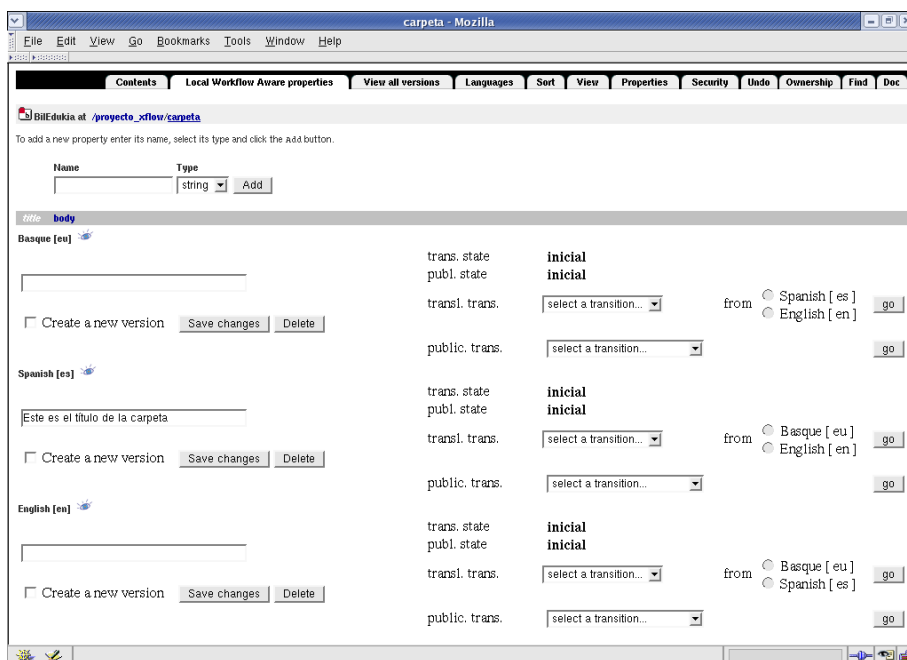 carpeta - Mozilla
File Edit View Go Bookmarks Tools Window Help
Contents Local Workflow Aware properties View all versions Languages Sort View Properties Security Undo Ownership Find Doc
BilEdukia at /proyecto_xflow/carpeta
To add a new property enter its name, select its type and click the Add button.
Name Type
string Add
title body
Basque [eu]
trans. state inicial
publ. state inicial
transl. trans. select a transition... from Spanish [ es ] go
English [ en ]
Create a new version Save changes Delete
public. trans. select a transition... go
Spanish [es]
trans. state inicial
publ. state inicial
Este es el título de la carpeta
transl. trans. select a transition... from Basque [ eu ] go
English [ en ]
Create a new version Save changes Delete
public. trans. select a transition... go
English [en]
trans. state inicial
publ. state inicial
transl. trans. select a transition... from Basque [ eu ] go
Spanish [ es ]
Create a new version Save changes Delete
public. trans. select a transition... go